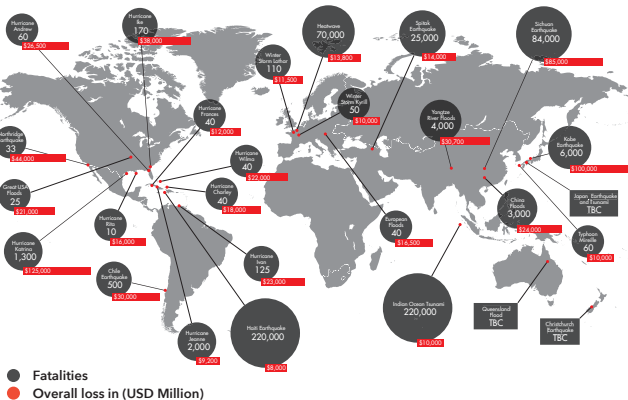 Hurricane
Andrew
60
$26,500
Hurricane
Ike
170
$38,000
Heatwave
70,000
$13,800
Spitak
Earthquake
25,000
$14,000
Sichuan
Earthquake
84,000
$85,000
Winter
Storm Lothar
110
$11,500
Winter
Storm Kyrill
50
$10,000
Hurricane
Frances
40
$12,000
Yangtze
River Floods
4,000
$30,700
Northridge
Earthquake
33
$44,000
Kobe
Earthquake
6,000
$100,000
Hurricane
Wilma
40
$22,000
Great USA
Floods
25
$21,000
Hurricane
Charley
40
$18,000
Japan Earthquake
and Tsunami
TBC
China
Floods
3,000
$24,000
Hurricane
Rita
10
$16,000
European
Floods
40
$16,500
Typhoon
Mireille
60
$10,000
Hurricane
Katrina
1,300
$125,000
Hurricane
Ivan
125
$23,000
Chile
Earthquake
500
$30,000
Indian Ocean Tsunami
220,000
$10,000
Queensland
Flood
TBC
Christchurch
Earthquake
TBC
Hurricane
Jeanne
2,000
$9,200
Haiti Earthquake
220,000
$8,000
Fatalities
Overall loss in (USD Million)